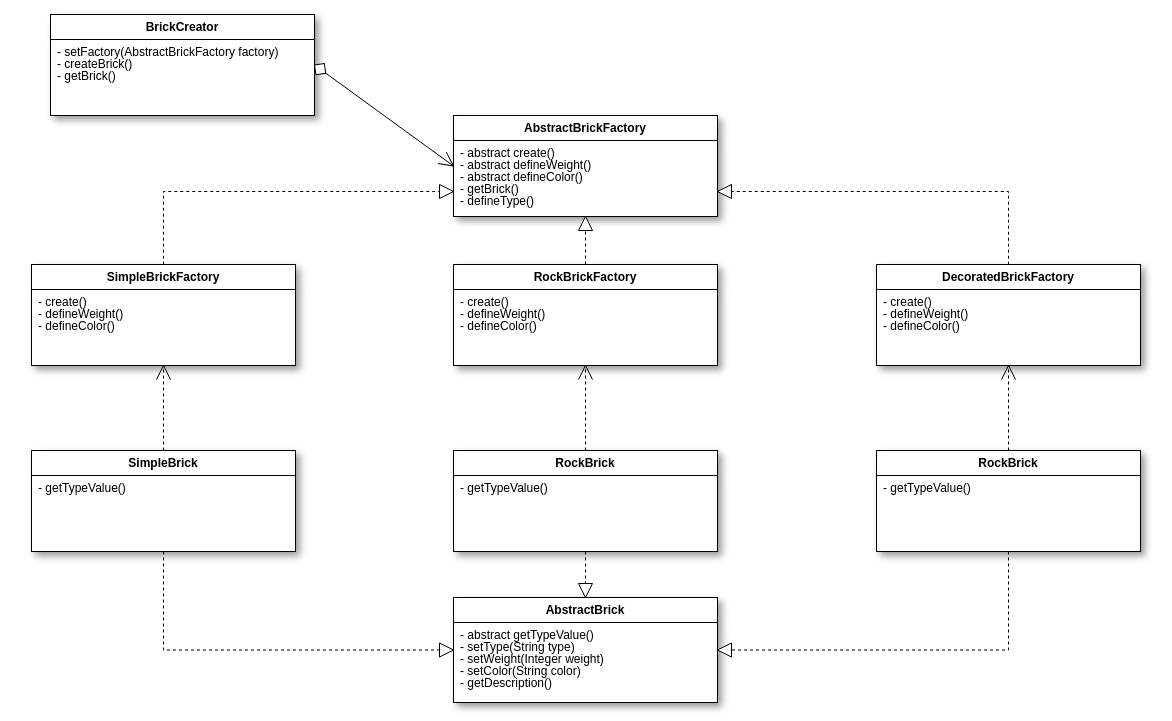 BrickCreator
- setFactory(AbstractBrickFactory factory)
- createBrick()
- getBrick()
AbstractBrickFactory
- abstract create()
- abstract defineWeight()
- abstract defineColor()
- getBrick()
- defineType()
SimpleBrickFactory
- create()
- defineWeight()
- defineColor()
RockBrickFactory
- create()
- defineWeight()
- defineColor()
DecoratedBrickFactory
- create()
- defineWeight()
- defineColor()
SimpleBrick
- getTypeValue()
RockBrick
- getTypeValue()
RockBrick
- getTypeValue()
AbstractBrick
- abstract getTypeValue()
- setType(String type)
- setWeight(Integer weight)
- setColor(String color)
- getDescription()